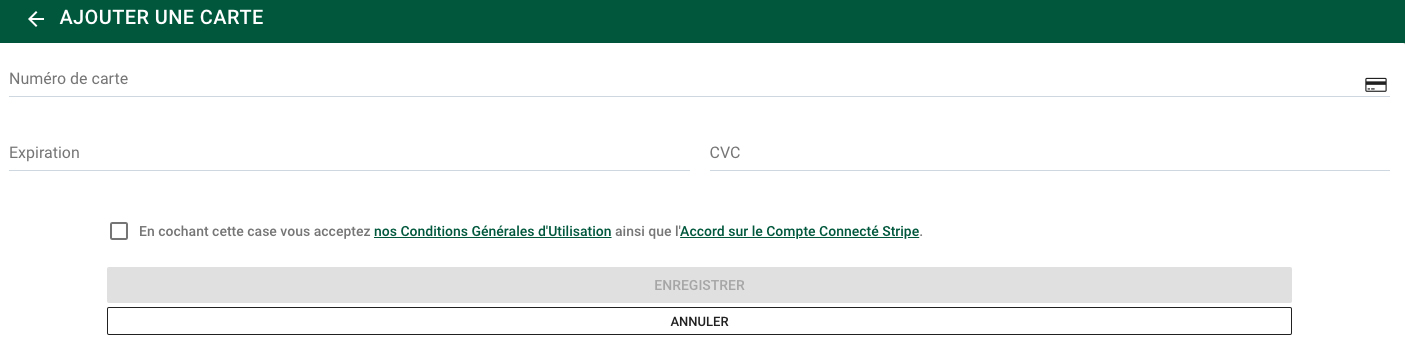 AJOUTER UNE CARTE
Numéro de carte
Expiration
CVC
En cochant cette case vous acceptez nos Conditions Générales d'Utilisation ainsi que l'Accord sur le Compte Connecté Stripe.
ENREGISTRER
ANNULER